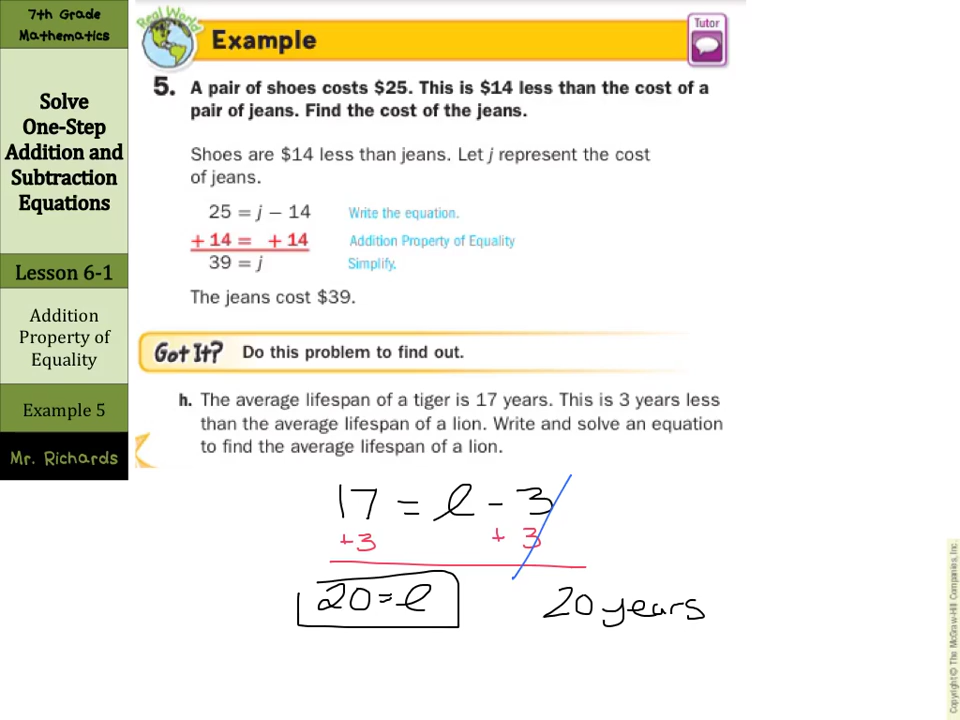 7th Grade
Mathematics
Solve
One-Step
Addition and
Subtraction
Equations
Lesson 6-1
Addition
Property of
Equality
Example 5
Mr. Richards
Real World
Example
Tutor
5. A pair of shoes costs $25. This is $14 less than the cost of a
pair of jeans. Find the cost of the jeans.
Shoes are $14 less than jeans. Let j represent the cost
of jeans.
25 = j − 14 Write the equation.
+ 14 = + 14 Addition Property of Equality
39 = j Simplify.
The jeans cost $39.
Got It? Do this problem to find out.
h. The average lifespan of a tiger is 17 years. This is 3 years less
than the average lifespan of a lion. Write and solve an equation
to find the average lifespan of a lion.
17 = l - 3
+3 + 3
20 = l 20 years
Copyright © The McGraw-Hill Companies, Inc.